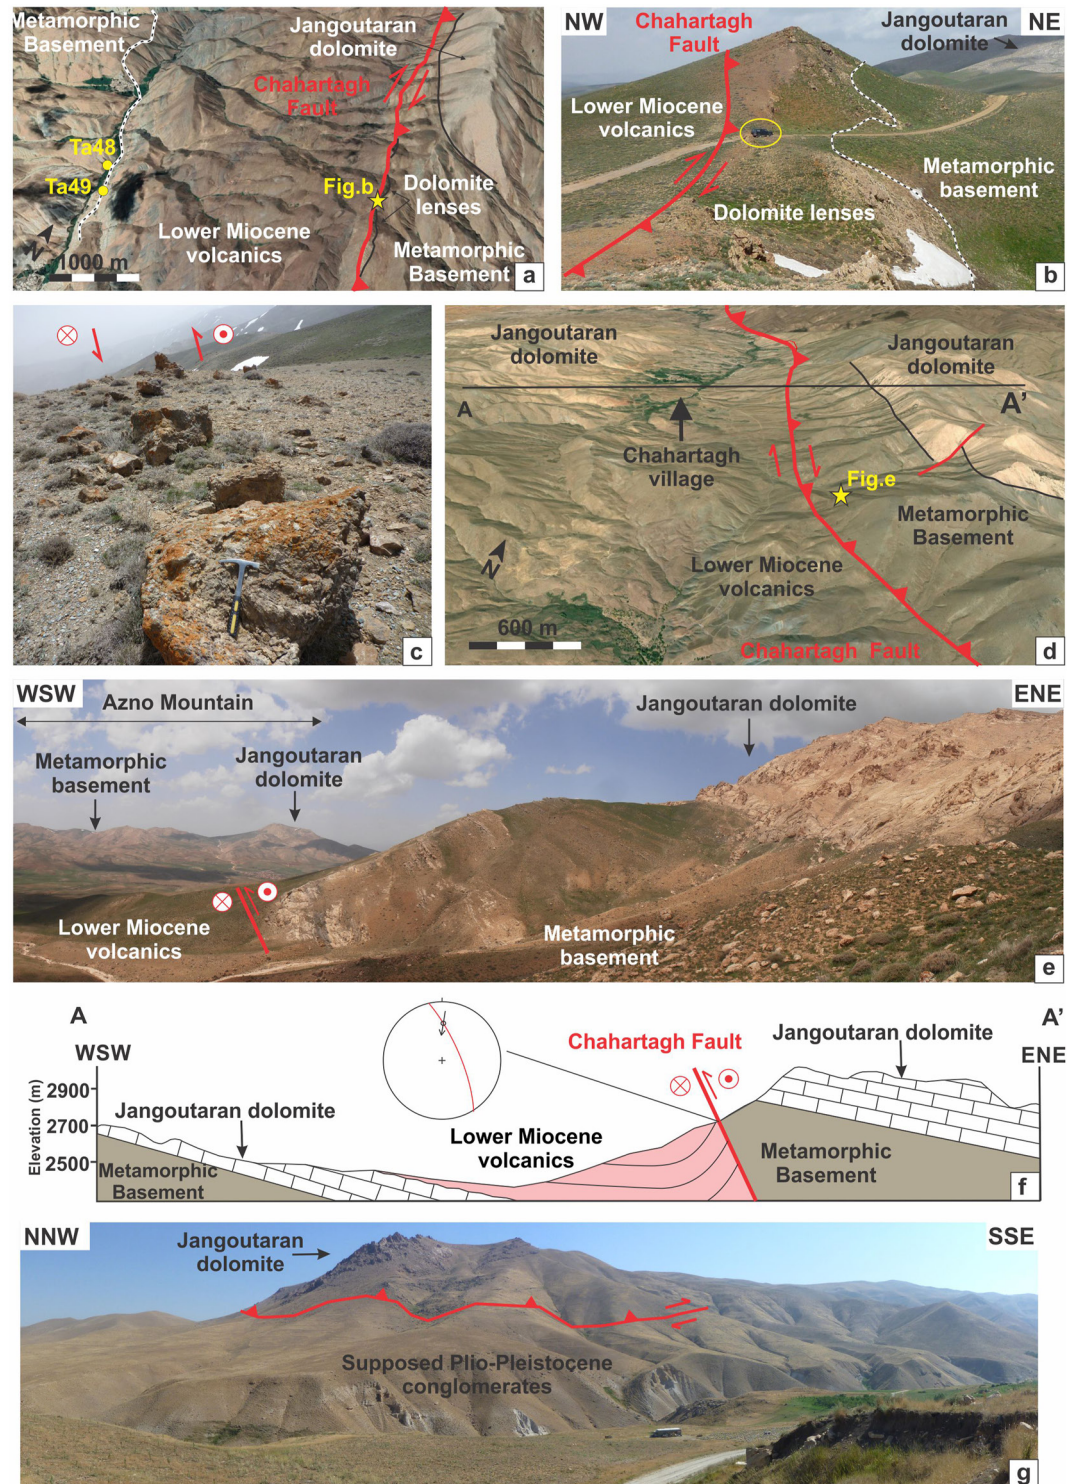 Metamorphic
Basement
Jangoutaran
dolomite
Chahartagh
Fault
Ta48
Ta49
Fig.b
Dolomite
lenses
Lower Miocene
volcanics
Metamorphic
Basement
N
1000 m
a
NW
Chahartagh
Fault
Jangoutaran
dolomite
NE
Lower Miocene
volcanics
Metamorphic
basement
Dolomite lenses
b
c
Jangoutaran
dolomite
Jangoutaran
dolomite
A
A’
Chahartagh
village
Fig.e
Metamorphic
Basement
Lower Miocene
volcanics
N
600 m
Chahartagh Fault
d
WSW
Azno Mountain
Jangoutaran dolomite
ENE
Metamorphic
basement
Jangoutaran
dolomite
Lower Miocene
volcanics
Metamorphic
basement
e
A
A’
WSW
Chahartagh Fault
Jangoutaran dolomite
ENE
Elevation (m)
2900
2700
2500
Jangoutaran dolomite
Lower Miocene
volcanics
Metamorphic
Basement
Metamorphic
Basement
f
NNW
Jangoutaran
dolomite
SSE
Supposed Plio-Pleistocene
conglomerates
g